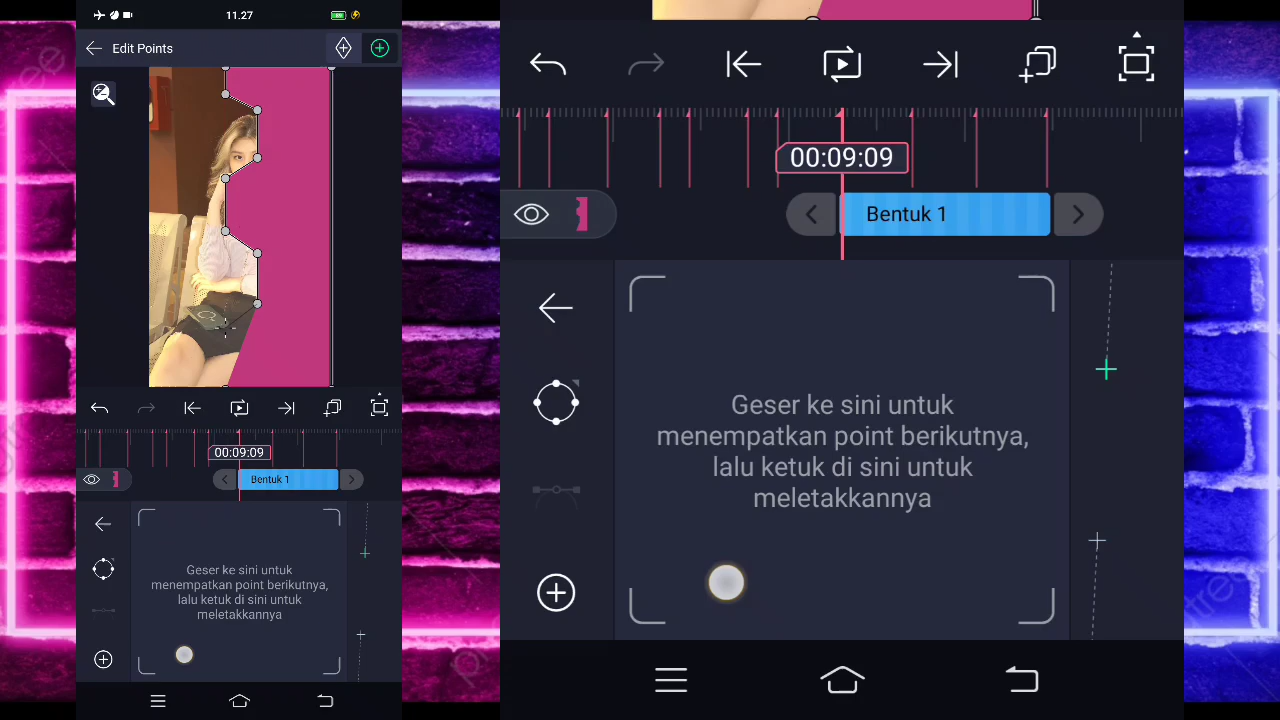 11.27
Edit Points
00:09:09
Bentuk 1
Geser ke sini untuk
menempatkan point berikutnya,
lalu ketuk di sini untuk
meletakkannya
00:09:09
Bentuk 1
Geser ke sini untuk
menempatkan point berikutnya,
lalu ketuk di sini untuk
meletakkannya